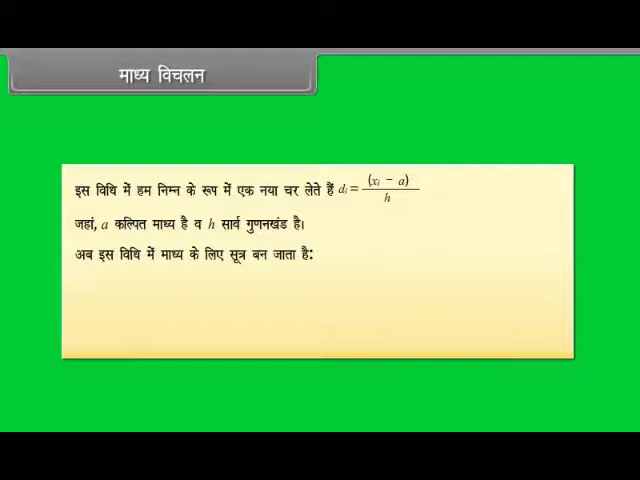 माध्य विचलन
इस विधि में हम निम्न के रूप में एक नया चर लेते हैं dᵢ = (xᵢ − a) / h
जहां, a कल्पित माध्य है व h सार्व गुणनखंड है।
अब इस विधि में माध्य के लिए सूत्र बन जाता है: